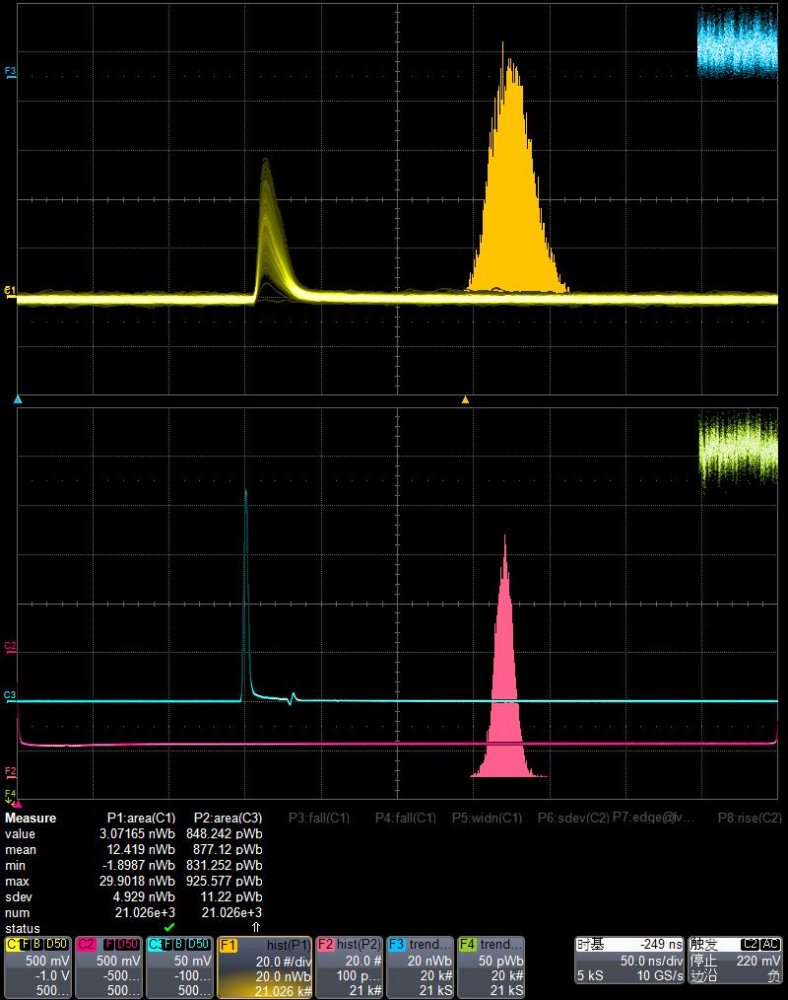 F3
C1
C2
C3
F2
F4
Measure P1:area(C1) P2:area(C3) P3:fall(C1) P4:fall(C1) P5:widn(C1) P6:sdev(C2) P7:edge@lv... P8:rise(C2)
value 3.07165 nWb 848.242 pWb
mean 12.419 nWb 877.12 pWb
min -1.8987 nWb 831.252 pWb
max 29.9018 nWb 925.577 pWb
sdev 4.929 nWb 11.22 pWb
num 21.026e+3 21.026e+3
status
C1 F B D50 C2 F D50 C3 F B D50 F1 hist(P1) F2 hist(P2) F3 trend... F4 trend... 时基 -249 ns 触发 C2 AC
500 mV 500 mV 50 mV 20.0 #/div 20.0 # 20 nWb 50 pWb 50.0 ns/div 停止 220 mV
-1.0 V -500... -100... 20.0 nWb 100 p... 20 k# 20 k# 5 kS 10 GS/s 边沿 负
500... 500... 500... 21.026 k# 21 k# 21 kS 21 kS